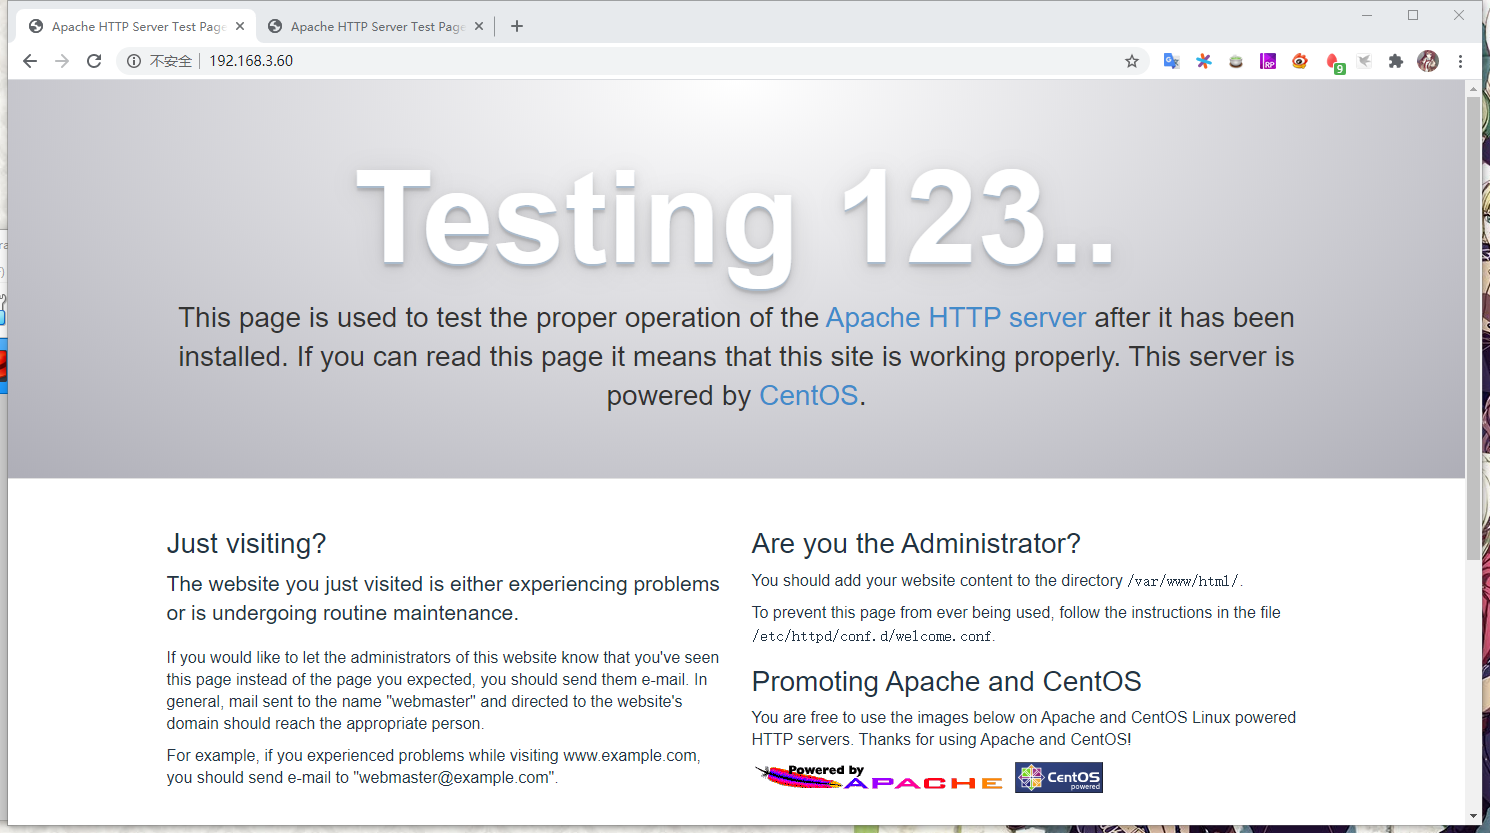 Apache HTTP Server Test Page
Apache HTTP Server Test Page
不安全
192.168.3.60
RP
9
Testing 123..
This page is used to test the proper operation of the Apache HTTP server after it has been
installed. If you can read this page it means that this site is working properly. This server is
powered by CentOS.
Just visiting?
The website you just visited is either experiencing problems
or is undergoing routine maintenance.
If you would like to let the administrators of this website know that you've seen
this page instead of the page you expected, you should send them e-mail. In
general, mail sent to the name "webmaster" and directed to the website's
domain should reach the appropriate person.
For example, if you experienced problems while visiting www.example.com,
you should send e-mail to "webmaster@example.com".
Are you the Administrator?
You should add your website content to the directory /var/www/html/.
To prevent this page from ever being used, follow the instructions in the file
/etc/httpd/conf.d/welcome.conf.
Promoting Apache and CentOS
You are free to use the images below on Apache and CentOS Linux powered
HTTP servers. Thanks for using Apache and CentOS!
Powered by
APACHE
CentOS
powered